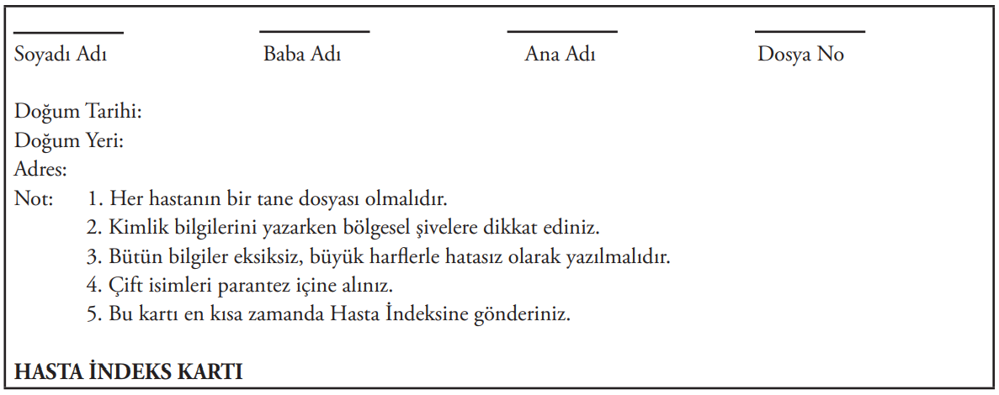 Soyadı Adı Baba Adı Ana Adı Dosya No
Doğum Tarihi:
Doğum Yeri:
Adres:
Not: 1. Her hastanın bir tane dosyası olmalıdır.
2. Kimlik bilgilerini yazarken bölgesel şivelere dikkat ediniz.
3. Bütün bilgiler eksiksiz, büyük harflerle hatasız olarak yazılmalıdır.
4. Çift isimleri parantez içine alınız.
5. Bu kartı en kısa zamanda Hasta İndeksine gönderiniz.
HASTA İNDEKS KARTI